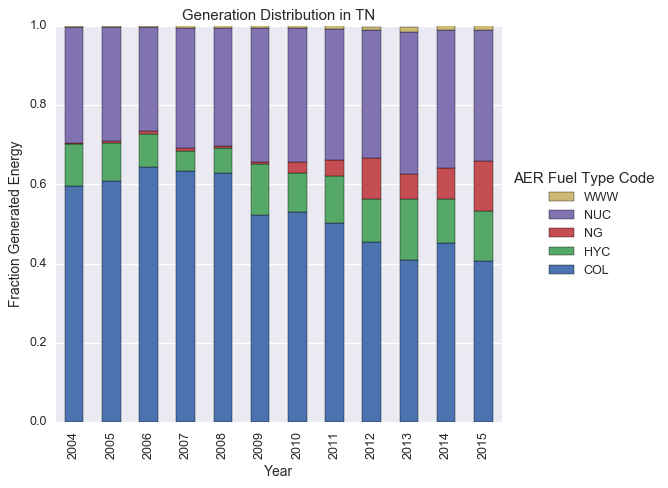 Generation Distribution in TN
Fraction Generated Energy
1.0
0.8
0.6
0.4
0.2
0.0
2004
2005
2006
2007
2008
2009
2010
2011
2012
2013
2014
2015
Year
AER Fuel Type Code
WWW
NUC
NG
HYC
COL